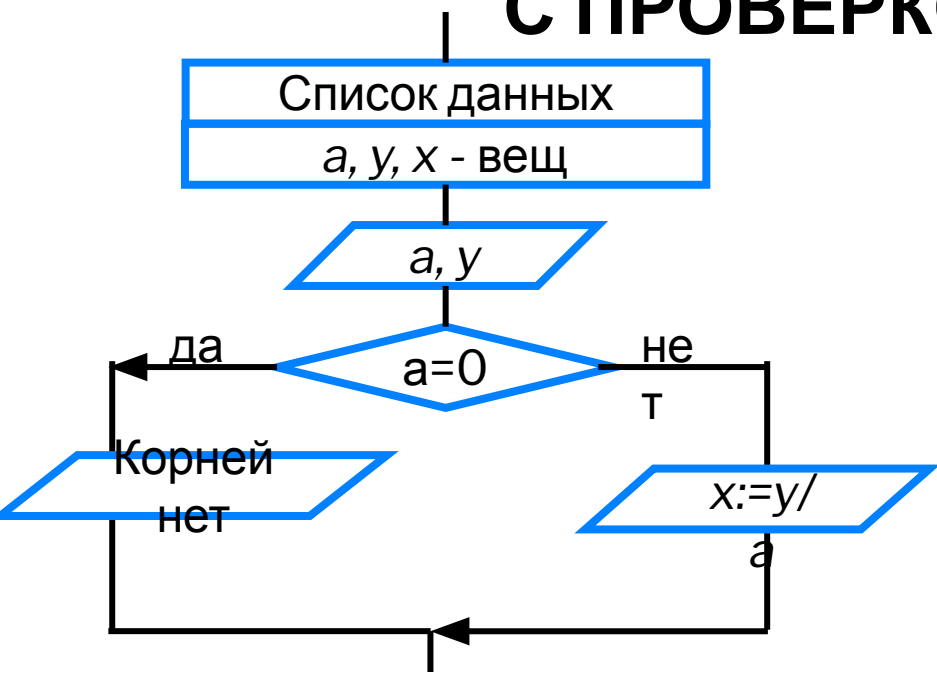 С ПРОВЕРК
Список данных
a, y, x - вещ
a, y
да
не
т
a=0
Корней
нет
x:=y/
a